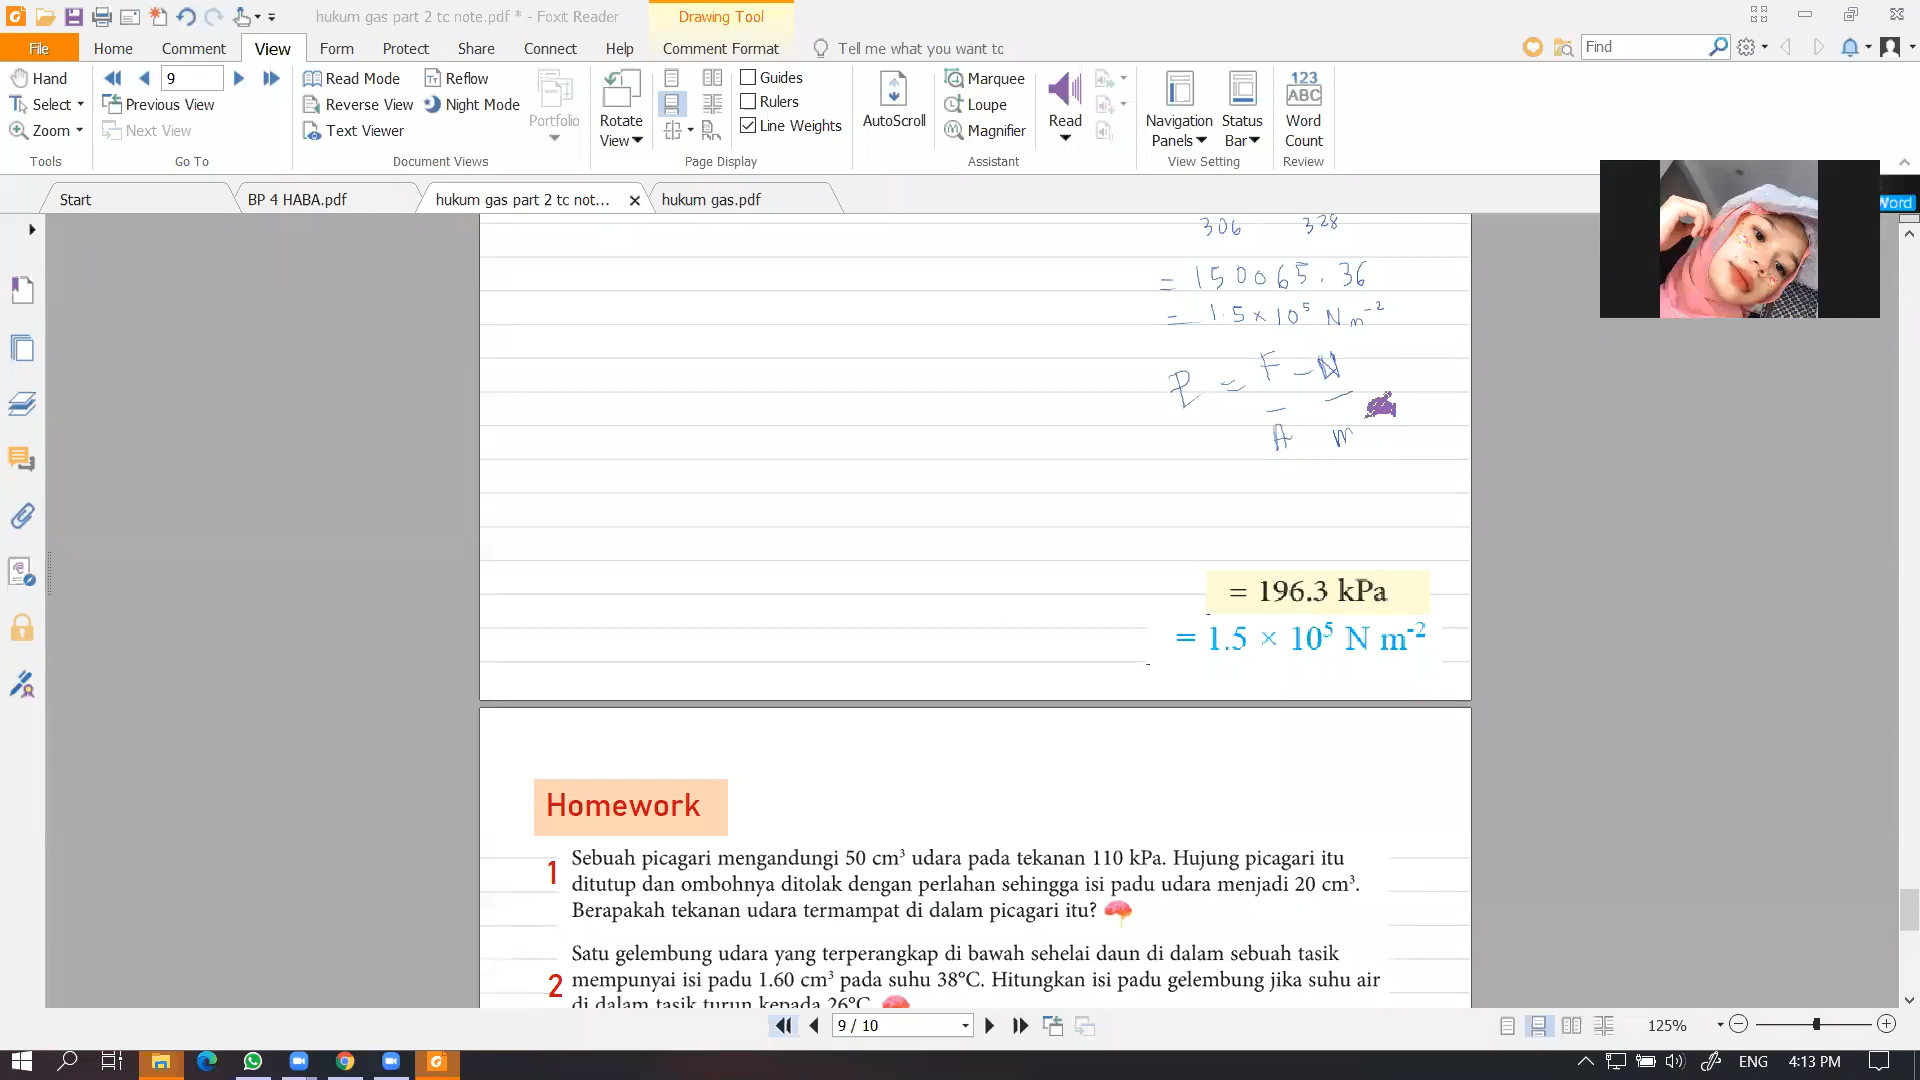 hukum gas part 2 tc note.pdf * - Foxit Reader
Drawing Tool
File Home Comment View Form Protect Share Connect Help Comment Format Tell me what you want to Find
Hand
Select
Zoom
Tools
9
Previous View
Next View
Go To
Read Mode
Reverse View
Text Viewer
Reflow
Night Mode
Document Views
Portfolio
Rotate
View
Guides
Rulers
Line Weights
Page Display
AutoScroll
Marquee
Loupe
Magnifier
Assistant
Read
Navigation
Panels
Status
Bar
View Setting
123
ABC
Word
Count
Review
Start BP 4 HABA.pdf hukum gas part 2 tc not... hukum gas.pdf
Word
306 328
= 150065.36
= 1.5 × 10⁵ N m⁻²
P = F – N
A m
= 196.3 kPa
= 1.5 × 10⁵ N m⁻²
Homework
1 Sebuah picagari mengandungi 50 cm³ udara pada tekanan 110 kPa. Hujung picagari itu
ditutup dan ombohnya ditolak dengan perlahan sehingga isi padu udara menjadi 20 cm³.
Berapakah tekanan udara termampat di dalam picagari itu?
Satu gelembung udara yang terperangkap di bawah sehelai daun di dalam sebuah tasik
2 mempunyai isi padu 1.60 cm³ pada suhu 38°C. Hitungkan isi padu gelembung jika suhu air
di dalam tasik turun kepada 26°C.
9 / 10
125%
ENG 4:13 PM